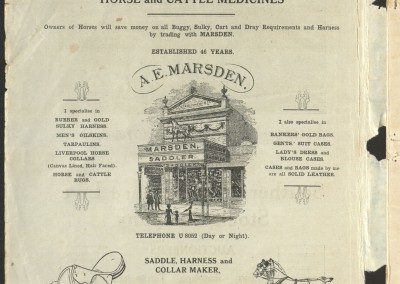 HORSE and CATTLE MEDICINES
Owners of Horses will save money on all Buggy, Sulky, Cart and Dray Requirements and Harness
by trading with MARSDEN.
ESTABLISHED 40 YEARS.
A.E. MARSDEN.
MARSDEN,
SADDLER
I specialise in
RUBBER and GOLD
SULKY HARNESS.
MEN'S OILSKINS.
TARPAULINS.
LIVERPOOL HORSE
COLLARS
(Canvas Lined, Hair Faced).
HORSE and CATTLE
RUGS.
I also specialise in
BANKERS' GOLD BAGS.
GENTS.' SUIT CASES.
LADY'S DRESS and
BLOUSE CASES.
CASES and BAGS made by me
are all SOLID LEATHER.
TELEPHONE U 8052 (Day or Night).
SADDLE, HARNESS and
COLLAR MAKER,